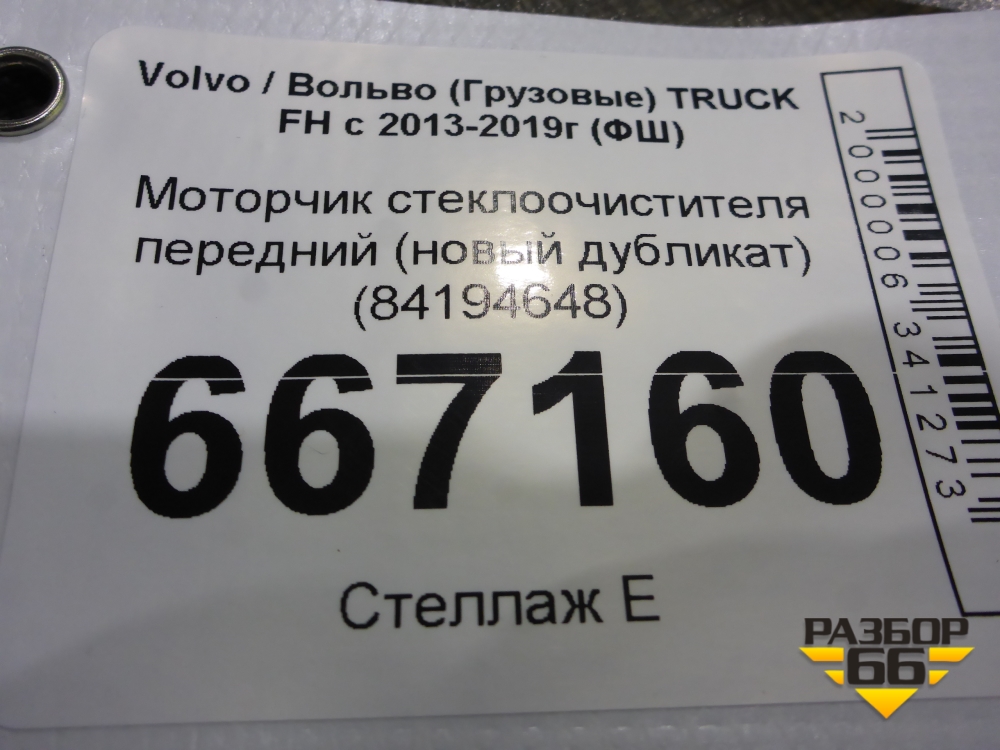 Volvo / Вольво (Грузовые) TRUCK
FH с 2013-2019г (ФШ)
Моторчик стеклоочистителя
передний (новый дубликат)
(84194648)
667160
Стеллаж Е
2000006341273
РАЗБОР
66